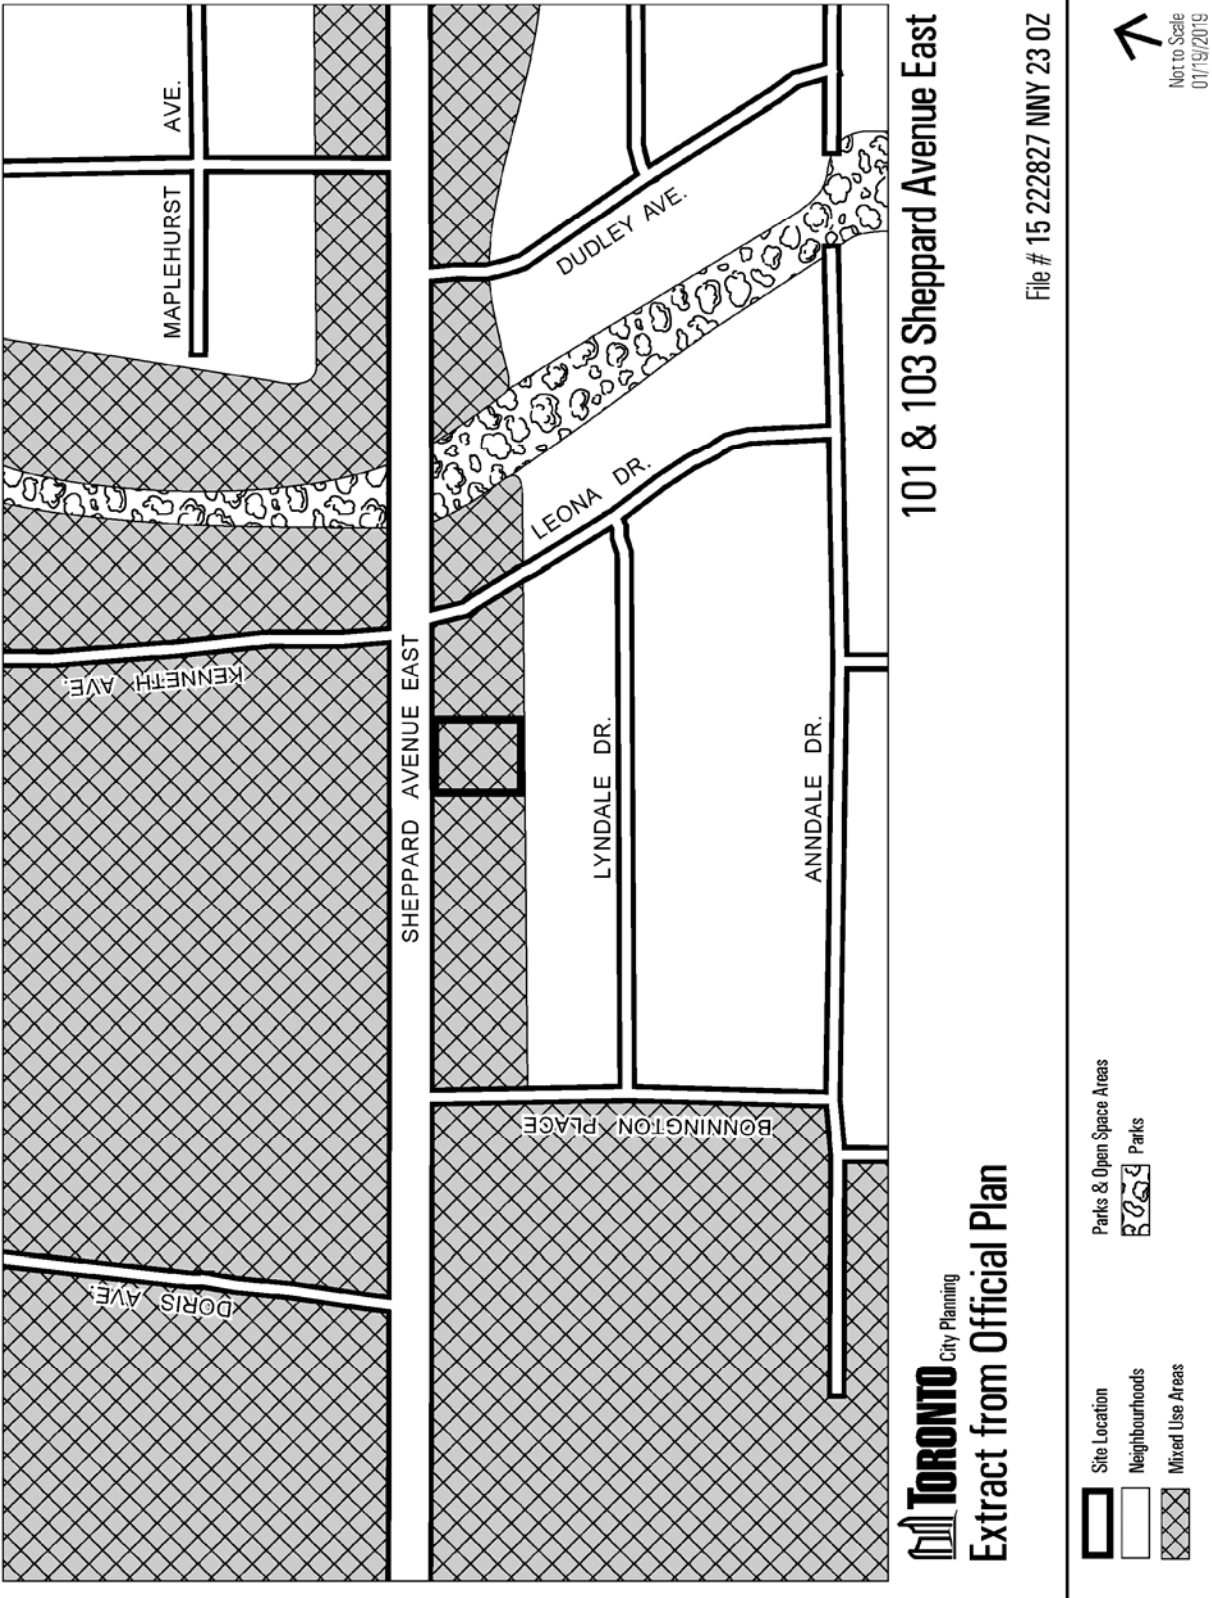 MAPLEHURST AVE.
KENNETH AVE.
DORIS AVE.
SHEPPARD AVENUE EAST
DUDLEY AVE.
LEONA DR.
LYNDALE DR.
ANNDALE DR.
BONNINGTON PLACE
TORONTO City Planning
Extract from Official Plan
101 & 103 Sheppard Avenue East
File # 15 222827 NNY 23 OZ
Site Location
Neighbourhoods
Mixed Use Areas
Parks & Open Space Areas
Parks
Not to Scale
01/19/2019